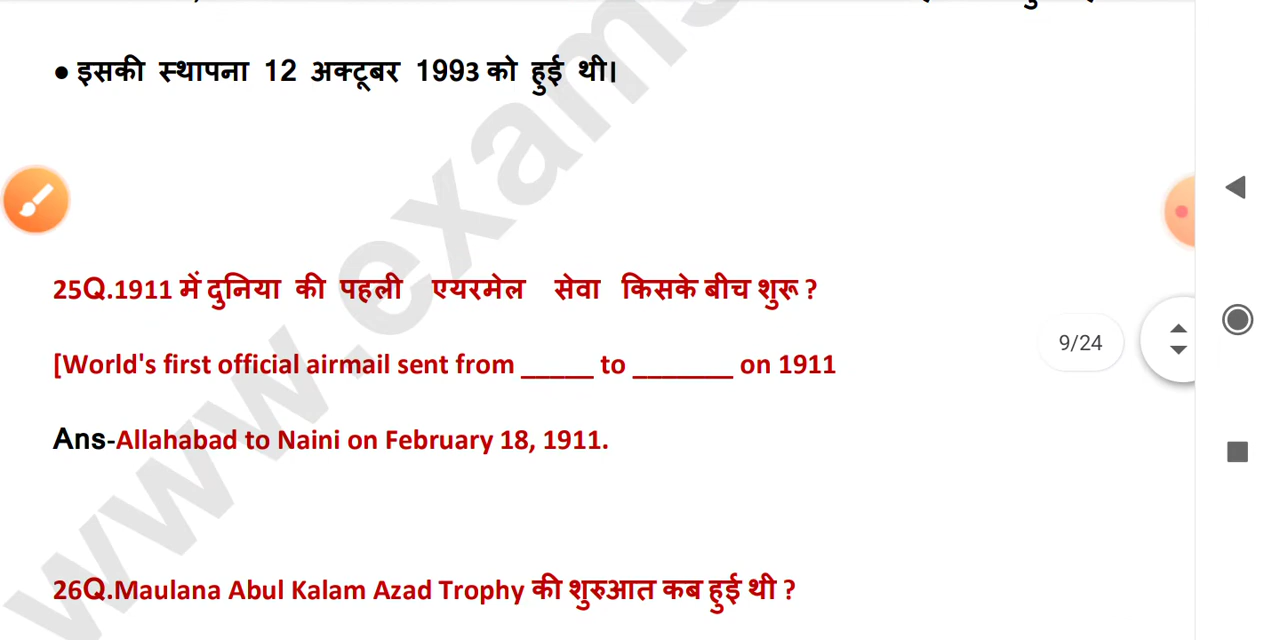 ● इसकी स्थापना 12 अक्टूबर 1993 को हुई थी।
25Q.1911 में दुनिया की पहली एयरमेल सेवा किसके बीच शुरू ?
[World's first official airmail sent from _____ to _______ on 1911
9/24
Ans-Allahabad to Naini on February 18, 1911.
26Q.Maulana Abul Kalam Azad Trophy की शुरुआत कब हुई थी ?
www.exams